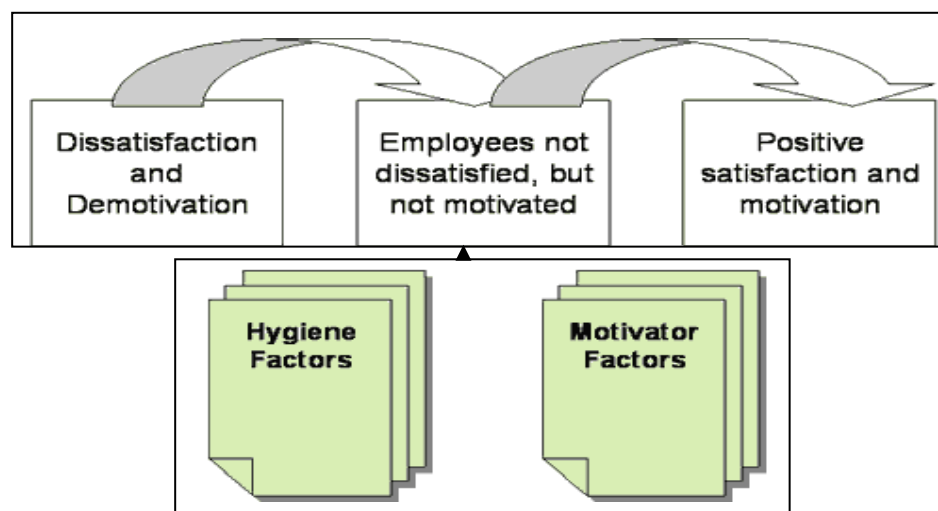 Dissatisfaction
and
Demotivation
Employees not
dissatisfied, but
not motivated
Positive
satisfaction and
motivation
Hygiene
Factors
Motivator
Factors